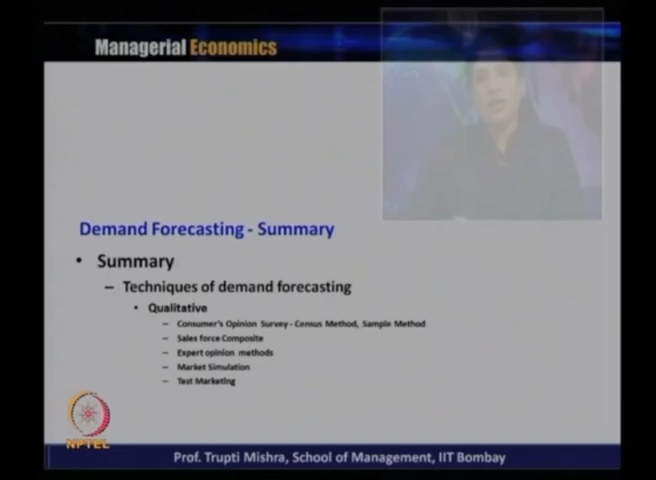 Managerial Economics
Demand Forecasting - Summary
• Summary
– Techniques of demand forecasting
• Qualitative
– Consumer's Opinion Survey - Census Method, Sample Method
– Sales force Composite
– Expert opinion methods
– Market Simulation
– Test Marketing
NPTEL
Prof. Trupti Mishra, School of Management, IIT Bombay